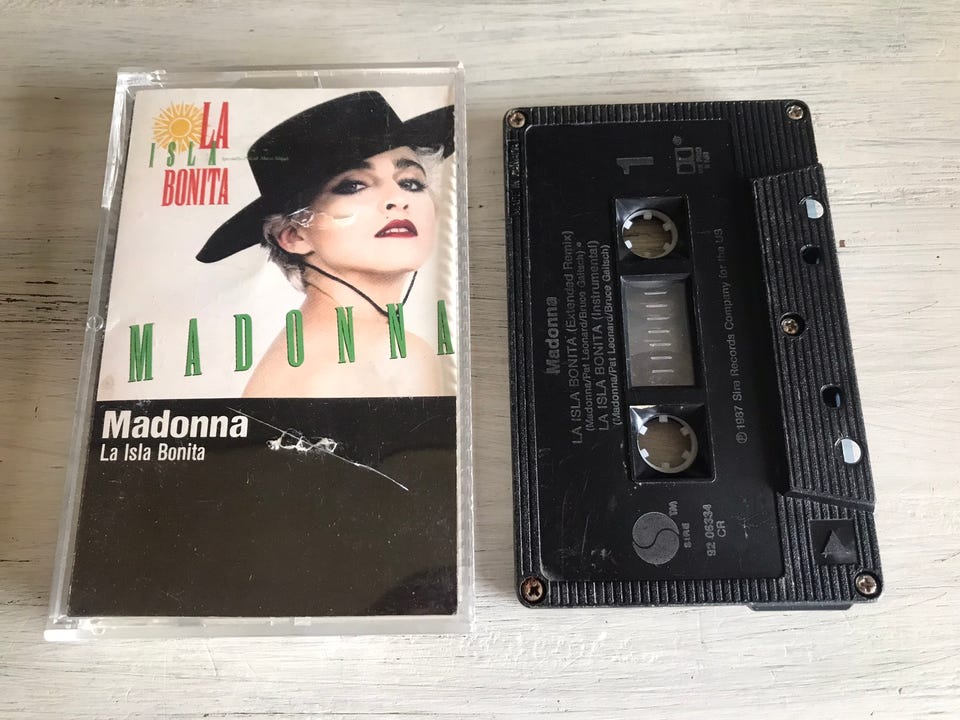 LA
ISLA
BONITA
MADONNA
Madonna
La Isla Bonita
1
Madonna
LA ISLA BONITA (Extended Remix)
(Madonna/Pat Leonard/Bruce Gaitsch)
LA ISLA BONITA (Instrumental)
(Madonna/Pat Leonard/Bruce Gaitsch)
℗ 1987 Sire Records Company for the US
sire TM
92 06334
CR